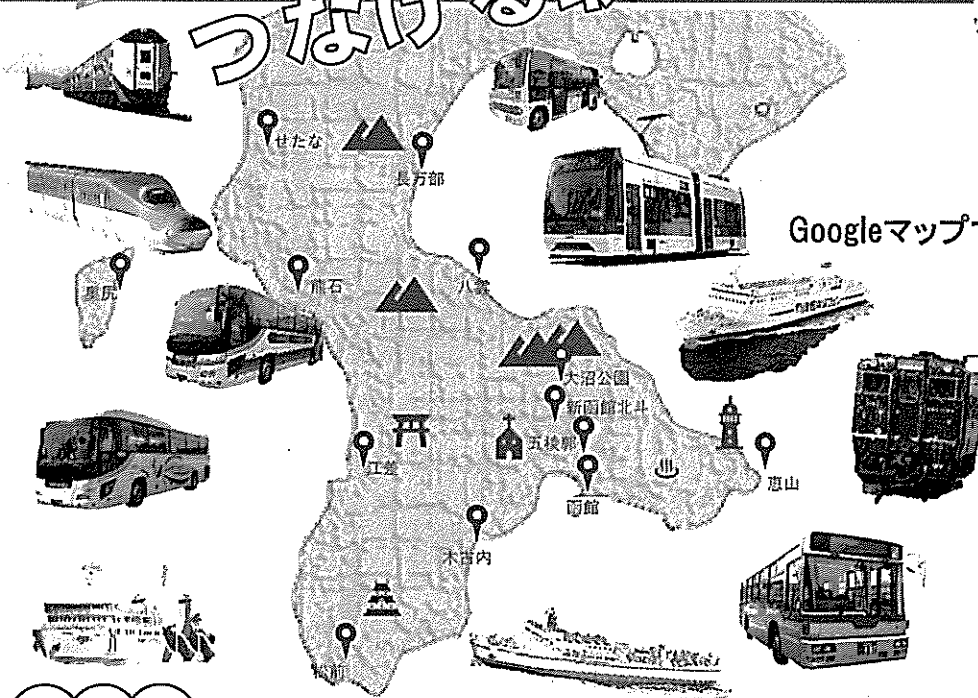 つなげる
せたな
長万部
Googleマップ
奥尻
熊石
八雲
大沼公園
新函館北斗
五稜郭
江差
函館
恵山
木古内
松前